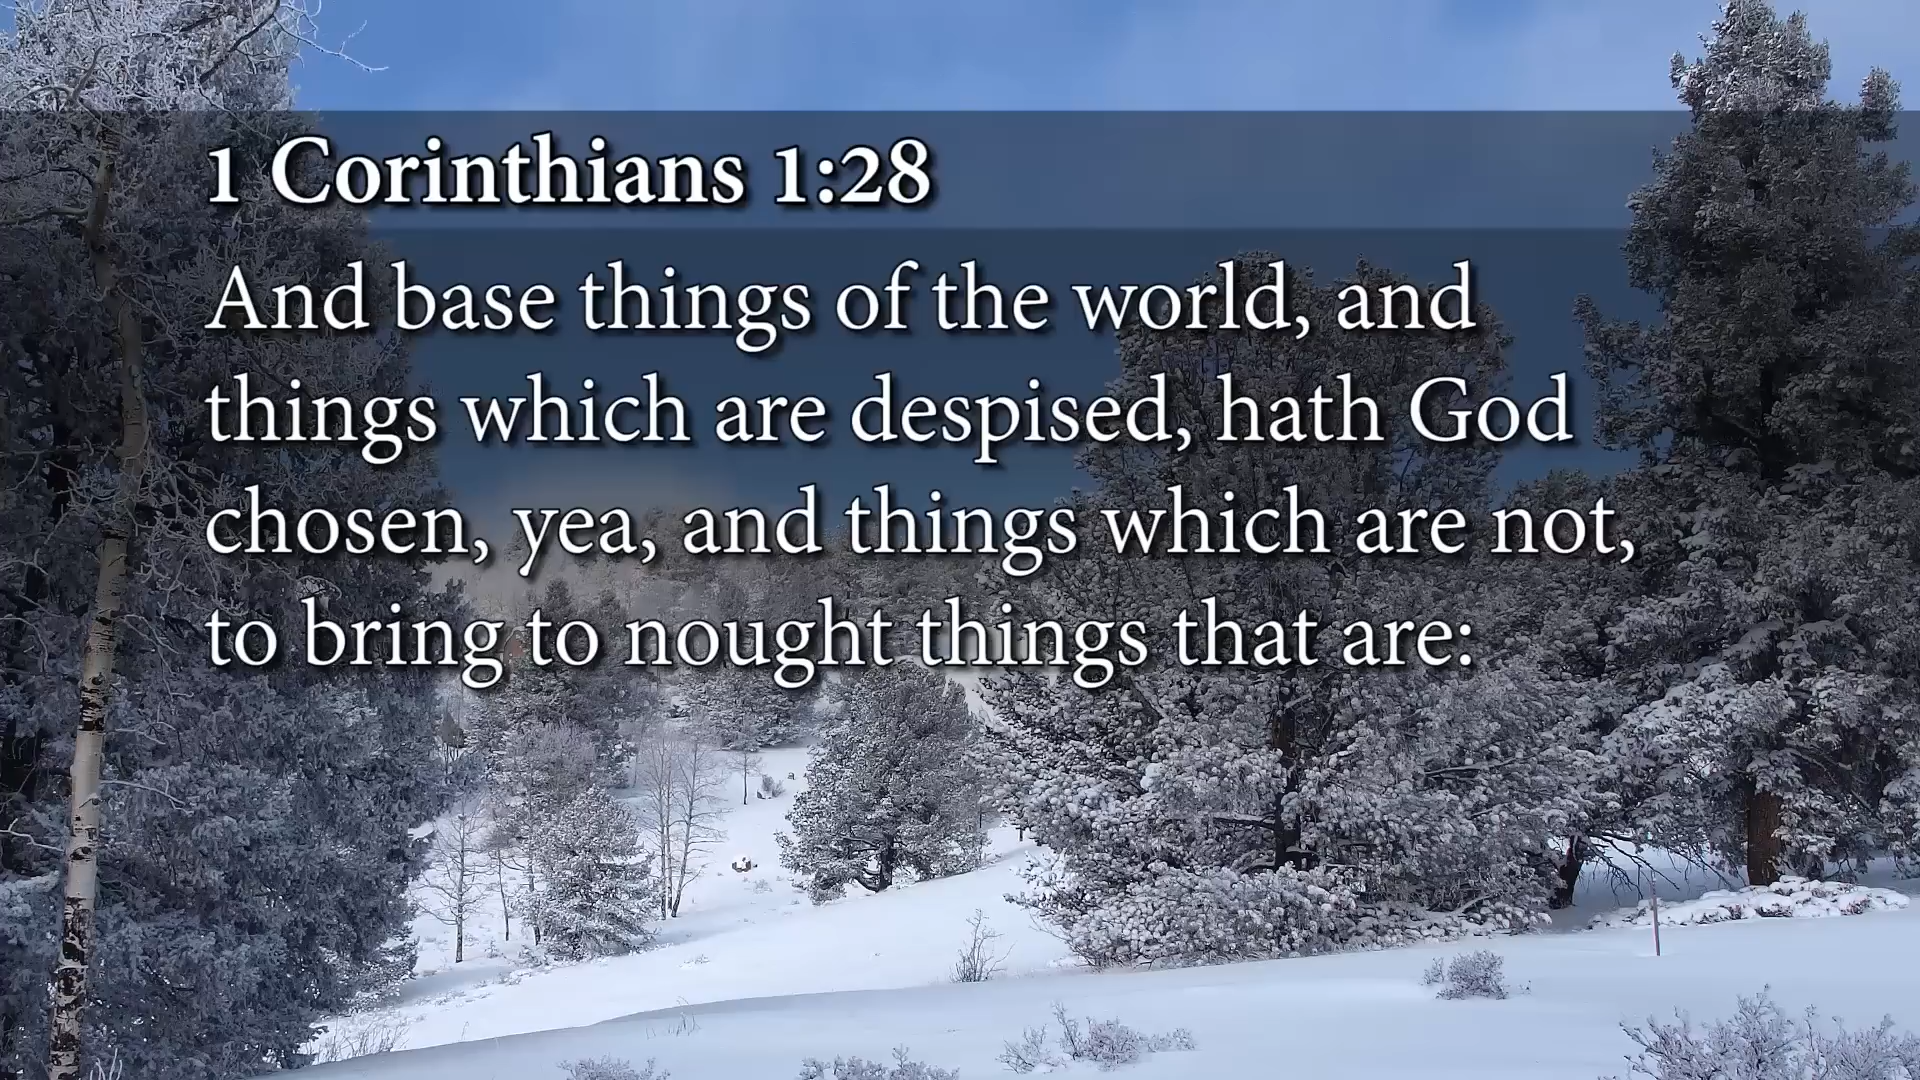 1 Corinthians 1:28
And base things of the world, and
things which are despised, hath God
chosen, yea, and things which are not,
to bring to nought things that are: